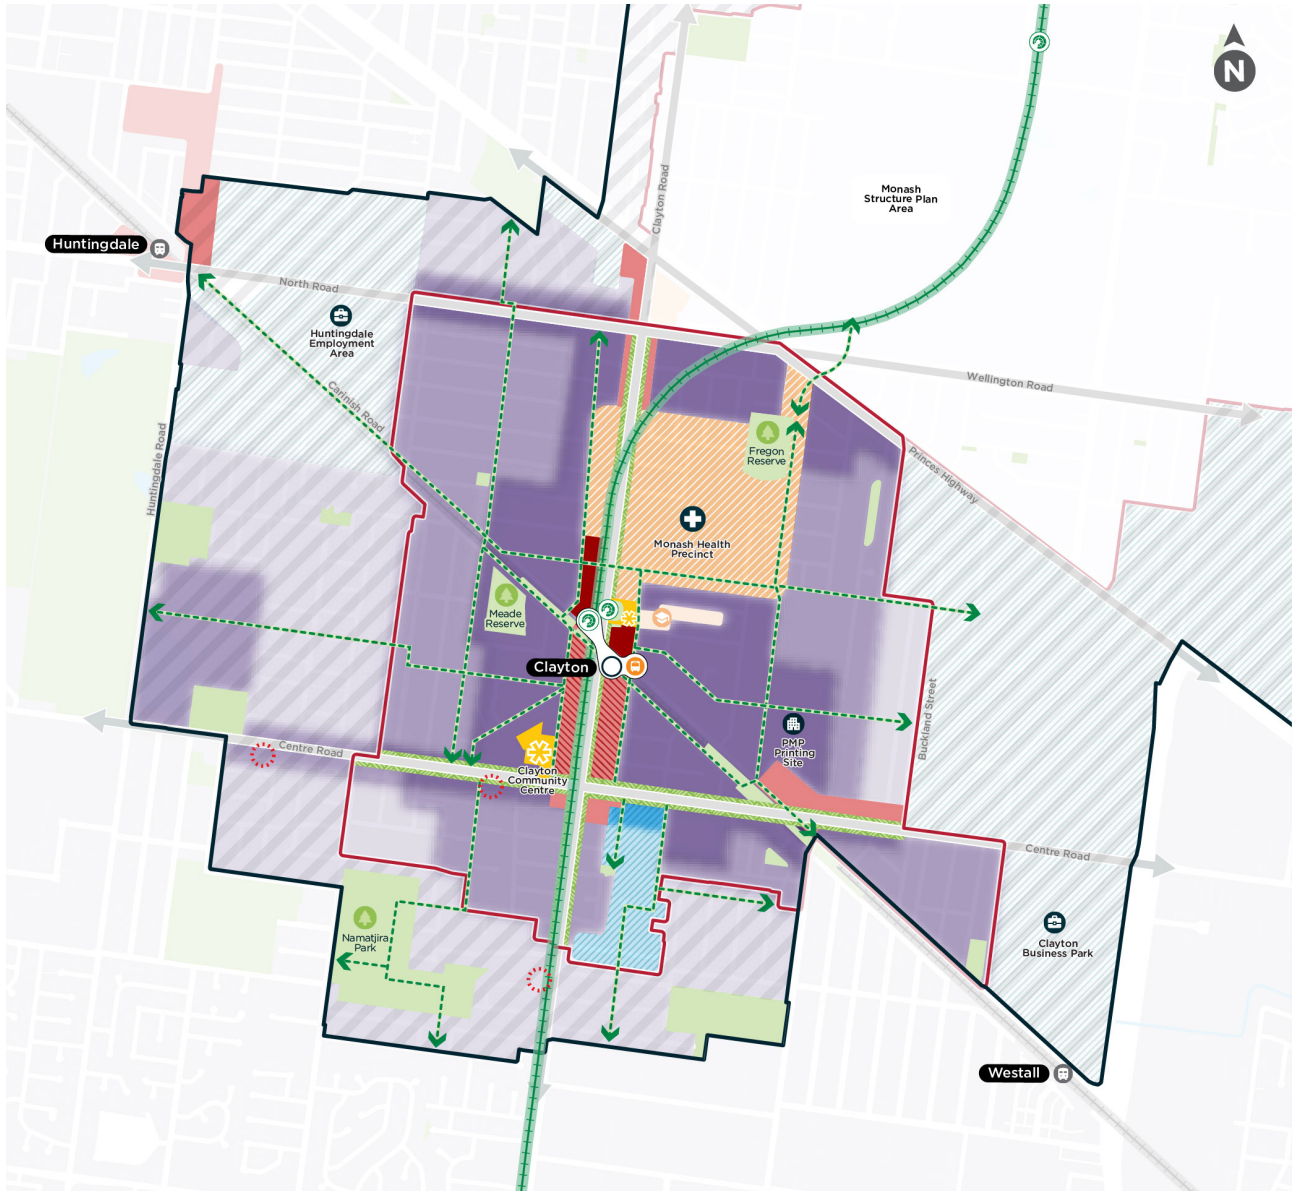 N
Monash
Structure Plan
Area
Clayton Road
Huntingdale
North Road
Huntingdale
Employment
Area
Wellington Road
Carinish Road
Fregon
Reserve
Princes Highway
Huntingdale Road
Monash Health
Precinct
Meade
Reserve
Clayton
Buckland Street
PMP
Printing
Site
Centre Road
Clayton
Community
Centre
Centre Road
Namatjira
Park
Clayton
Business Park
Westall